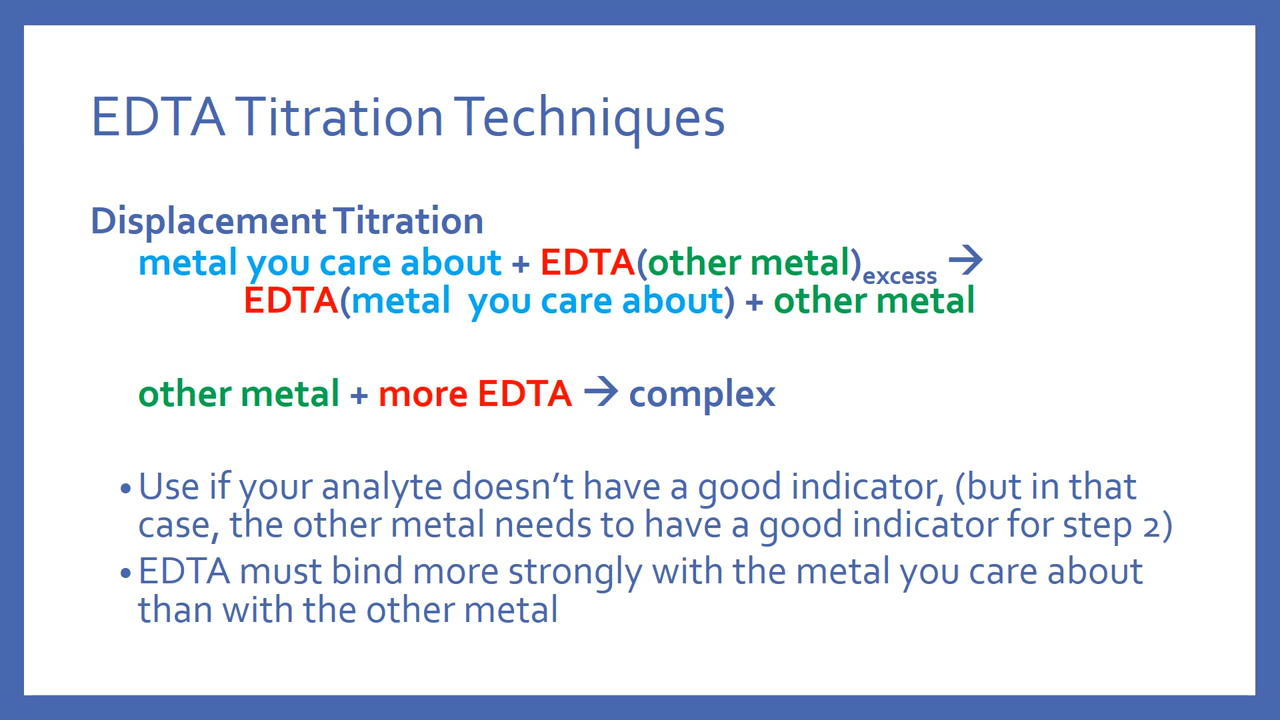 EDTA Titration Techniques
Displacement Titration
metal you care about + EDTA(other metal)excess →
EDTA(metal  you care about) + other metal
other metal + more EDTA → complex
•Use if your analyte doesn’t have a good indicator, (but in that
case, the other metal needs to have a good indicator for step 2)
•EDTA must bind more strongly with the metal you care about
than with the other metal